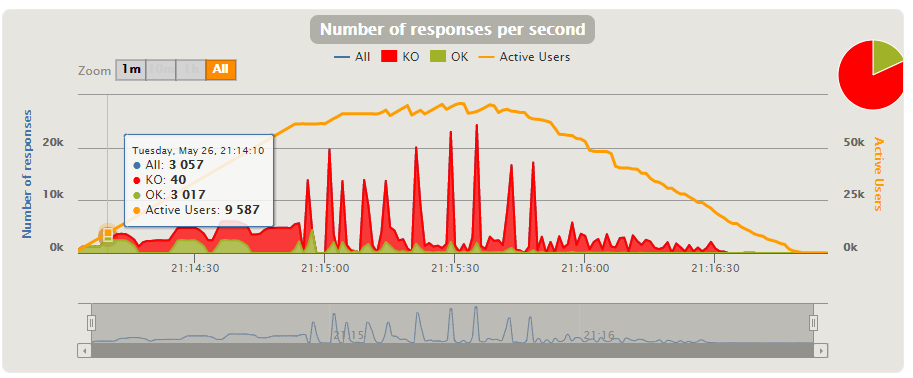 Number of responses per second
All KO OK Active Users
Zoom 1m All
Number of responses
20k
10k
0k
50k
25k
0k
Active Users
Tuesday, May 26, 21:14:10
All: 3 057
KO: 40
OK: 3 017
Active Users: 9 587
21:14:30 21:15:00 21:15:30 21:16:00 21:16:30
21:15 21:16